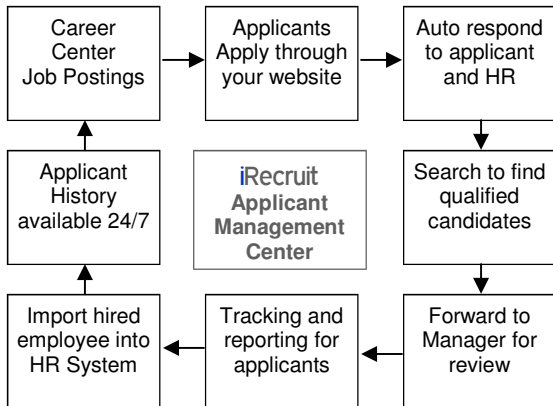 Career
Center
Job Postings
Applicants
Apply through
your website
Auto respond
to applicant
and HR
Applicant
History
available 24/7
iRecruit
Applicant
Management
Center
Search to find
qualified
candidates
Import hired
employee into
HR System
Tracking and
reporting for
applicants
Forward to
Manager for
review